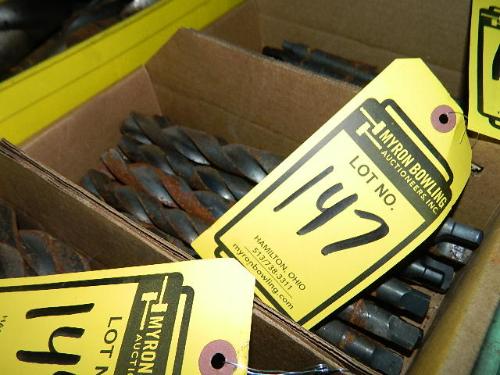 MYRON BOWLING
AUCTIONEERS, INC.
LOT NO.
147
HAMILTON, OHIO
513/738-3311
myronbowling.com
MYRON
LOT